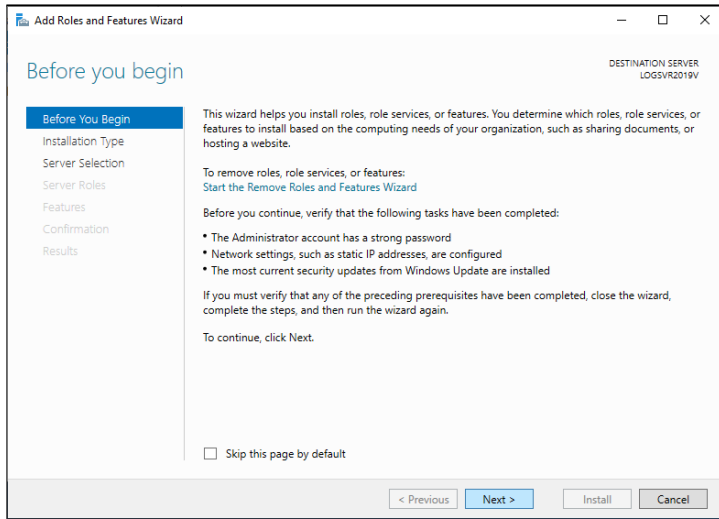 Add Roles and Features Wizard
Before you begin
DESTINATION SERVER
LOGSVR2019V
Before You Begin
Installation Type
Server Selection
Server Roles
Features
Confirmation
Results
This wizard helps you install roles, role services, or features. You determine which roles, role services, or
features to install based on the computing needs of your organization, such as sharing documents, or
hosting a website.
To remove roles, role services, or features:
Start the Remove Roles and Features Wizard
Before you continue, verify that the following tasks have been completed:
• The Administrator account has a strong password
• Network settings, such as static IP addresses, are configured
• The most current security updates from Windows Update are installed
If you must verify that any of the preceding prerequisites have been completed, close the wizard,
complete the steps, and then run the wizard again.
To continue, click Next.
Skip this page by default
< Previous
Next >
Install
Cancel